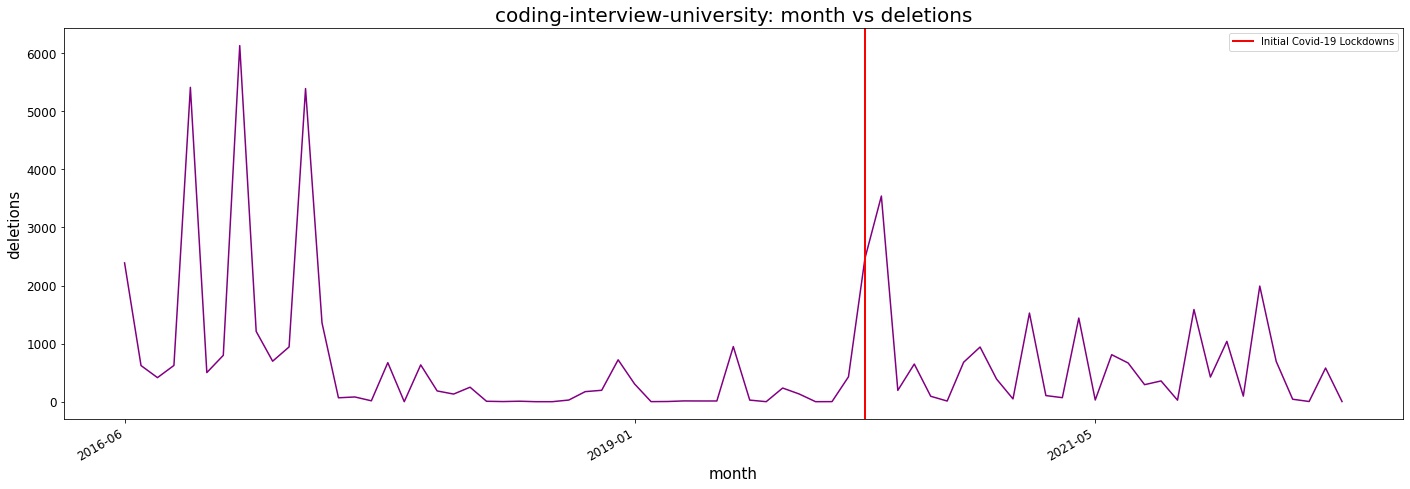 coding-interview-university: month vs deletions
Initial Covid-19 Lockdowns
6000
5000
4000
3000
2000
1000
0
deletions
2016-06
2019-01
2021-05
month